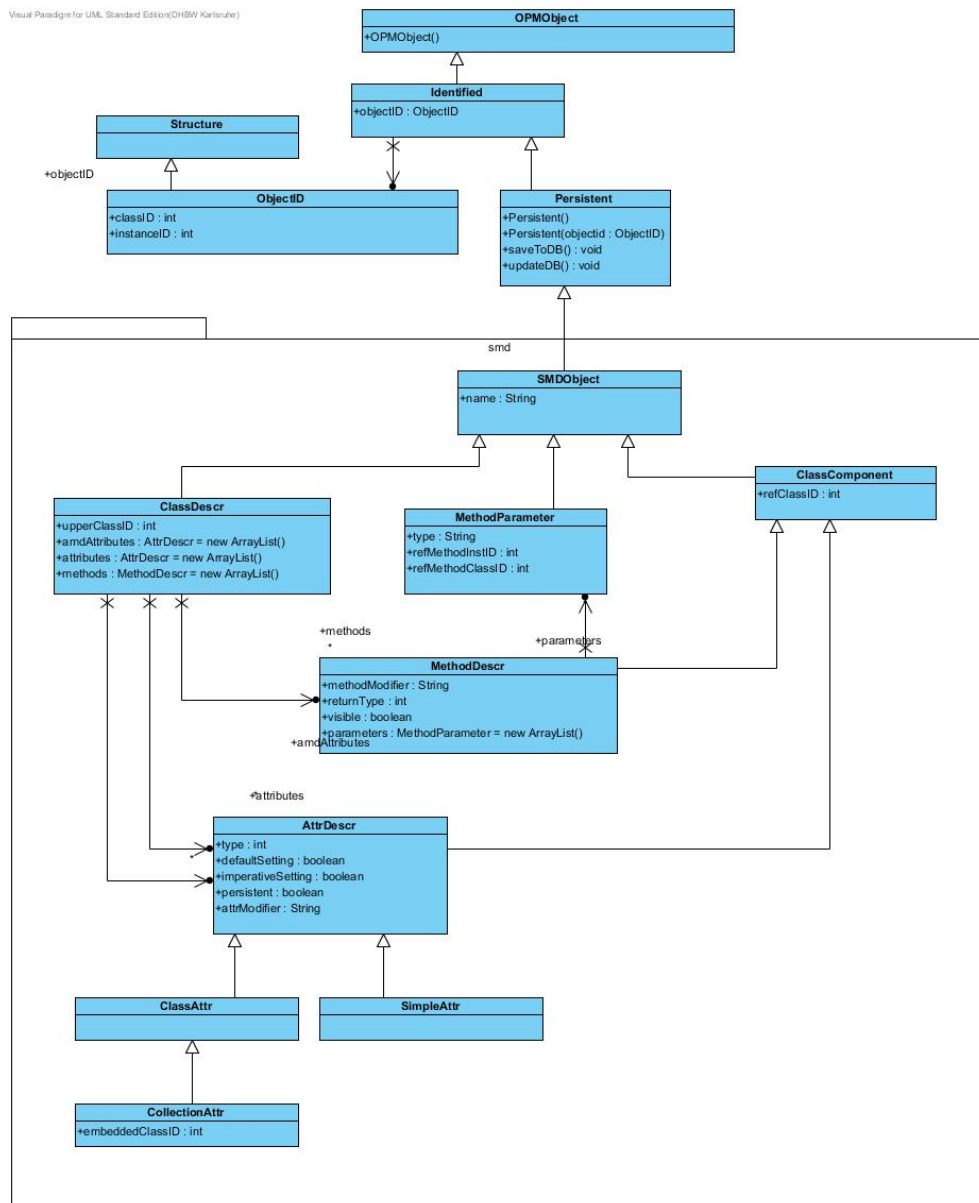 Visual Paradigm for UML Standard Edition(DHBW Karlsruhe)
OPMObject
+OPMObject()
Identified
+objectID : ObjectID
Structure
+objectID
ObjectID
+classID : int
+instanceID : int
Persistent
+Persistent()
+Persistent(objectid : ObjectID)
+saveToDB() : void
+updateDB() : void
smd
SMDObject
+name : String
ClassComponent
+refClassID : int
ClassDescr
+upperClassID : int
+amdAttributes : AttrDescr = new ArrayList()
+attributes : AttrDescr = new ArrayList()
+methods : MethodDescr = new ArrayList()
MethodParameter
+type : String
+refMethodInstID : int
+refMethodClassID : int
+methods
*
+parameters
MethodDescr
+methodModifier : String
+returnType : int
+visible : boolean
+parameters : MethodParameter = new ArrayList()
+amdAttributes
+attributes
*
AttrDescr
+type : int
*
+defaultSetting : boolean
+imperativeSetting : boolean
+persistent : boolean
+attrModifier : String
ClassAttr
SimpleAttr
CollectionAttr
+embeddedClassID : int